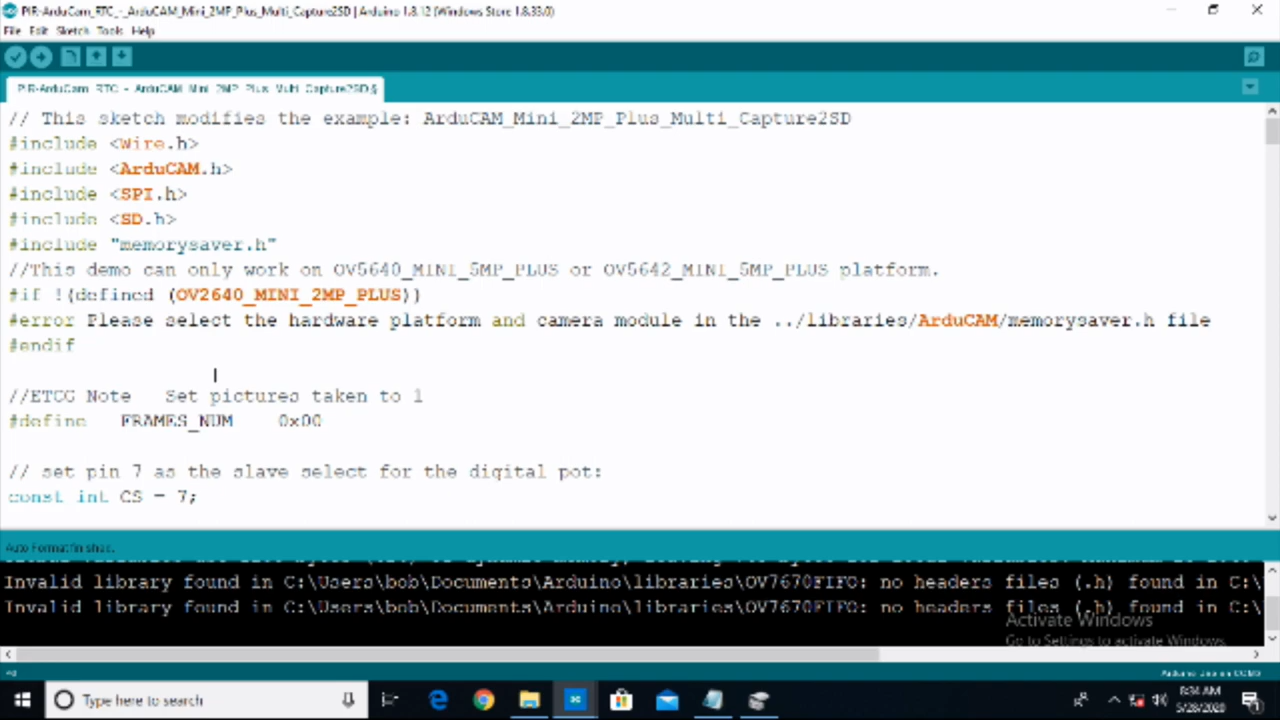 PIR-ArduCam_RTC_-_ArduCAM_Mini_2MP_Plus_Multi_Capture2SD | Arduino 1.8.12 (Windows Store 1.8.33.0)
File Edit Sketch Tools Help
PIR-ArduCam_RTC_-_ArduCAM_Mini_2MP_Plus_Multi_Capture2SD §
// This sketch modifies the example: ArduCAM_Mini_2MP_Plus_Multi_Capture2SD
#include <Wire.h>
#include <ArduCAM.h>
#include <SPI.h>
#include <SD.h>
#include "memorysaver.h"
//This demo can only work on OV5640_MINI_5MP_PLUS or OV5642_MINI_5MP_PLUS platform.
#if !(defined (OV2640_MINI_2MP_PLUS))
#error Please select the hardware platform and camera module in the ../libraries/ArduCAM/memorysaver.h file
#endif
//ETCG Note Set pictures taken to 1
#define FRAMES_NUM 0x00
// set pin 7 as the slave select for the digital pot:
const int CS = 7;
Auto Format finished.
Invalid library found in C:\Users\bob\Documents\Arduino\libraries\OV7670FIFO: no headers files (.h) found in C:\
Invalid library found in C:\Users\bob\Documents\Arduino\libraries\OV7670FIFO: no headers files (.h) found in C:\
Activate Windows
Go to Settings to activate Windows.
Type here to search
8:34 AM
5/28/2020